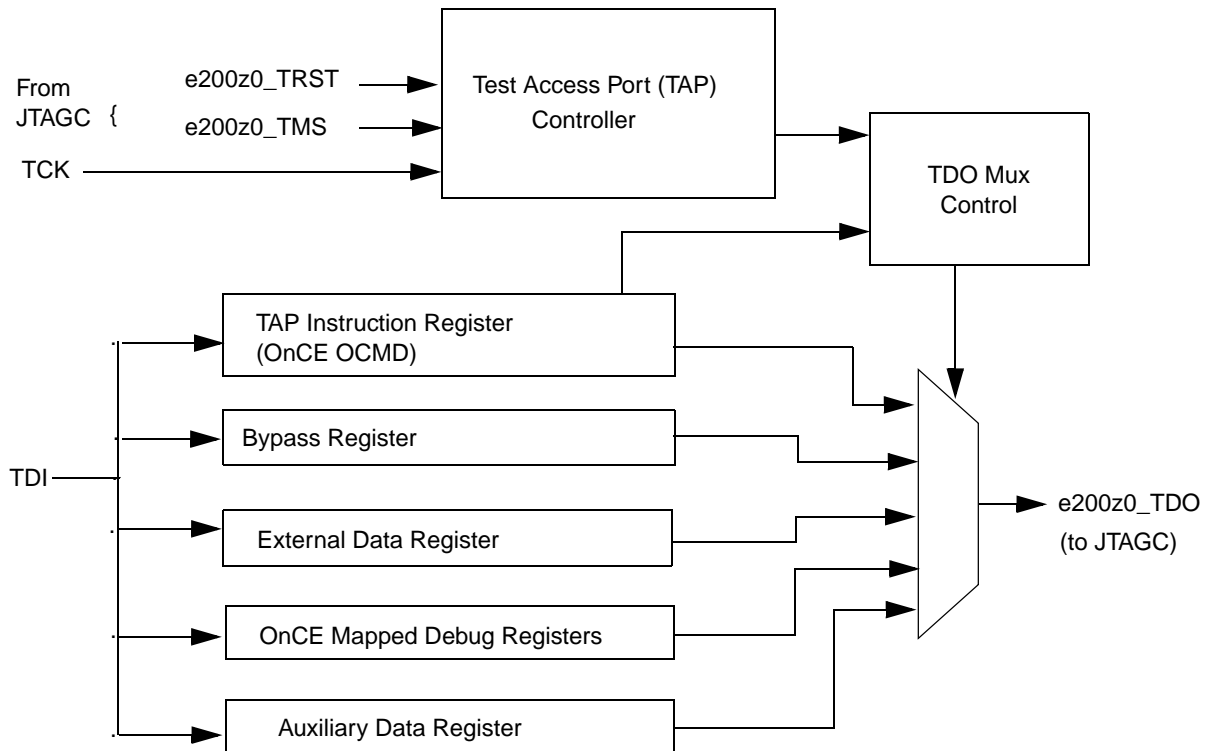 From
JTAGC {
e200z0_TRST
e200z0_TMS
TCK
Test Access Port (TAP)
Controller
TDO Mux
Control
TAP Instruction Register
(OnCE OCMD)
Bypass Register
TDI
External Data Register
OnCE Mapped Debug Registers
Auxiliary Data Register
e200z0_TDO
(to JTAGC)